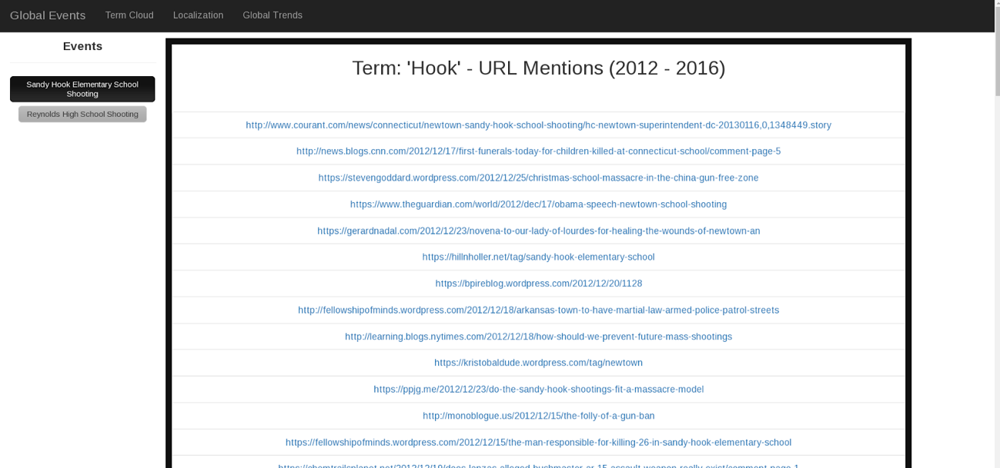 Global Events Term Cloud Localization Global Trends
Events
Sandy Hook Elementary School
Shooting
Reynolds High School Shooting
Term: 'Hook' - URL Mentions (2012 - 2016)
http://www.courant.com/news/connecticut/newtown-sandy-hook-school-shooting/hc-newtown-superintendent-dc-20130116,0,1348449.story
http://news.blogs.cnn.com/2012/12/17/first-funerals-today-for-children-killed-at-connecticut-school/comment-page-5
https://stevengoddard.wordpress.com/2012/12/25/christmas-school-massacre-in-the-china-gun-free-zone
https://www.theguardian.com/world/2012/dec/17/obama-speech-newtown-school-shooting
https://gerardnadal.com/2012/12/23/novena-to-our-lady-of-lourdes-for-healing-the-wounds-of-newtown-an
https://hillnholler.net/tag/sandy-hook-elementary-school
https://bpireblog.wordpress.com/2012/12/20/1128
http://fellowshipofminds.wordpress.com/2012/12/18/arkansas-town-to-have-martial-law-armed-police-patrol-streets
http://learning.blogs.nytimes.com/2012/12/18/how-should-we-prevent-future-mass-shootings
https://kristobaldude.wordpress.com/tag/newtown
https://ppjg.me/2012/12/23/do-the-sandy-hook-shootings-fit-a-massacre-model
http://monoblogue.us/2012/12/15/the-folly-of-a-gun-ban
https://fellowshipofminds.wordpress.com/2012/12/15/the-man-responsible-for-killing-26-in-sandy-hook-elementary-school
https://chemtrailsplanet.net/2012/12/19/does-lanzas-alleged-bushmaster-ar-15-assault-weapon-really-exist/comment-page-1